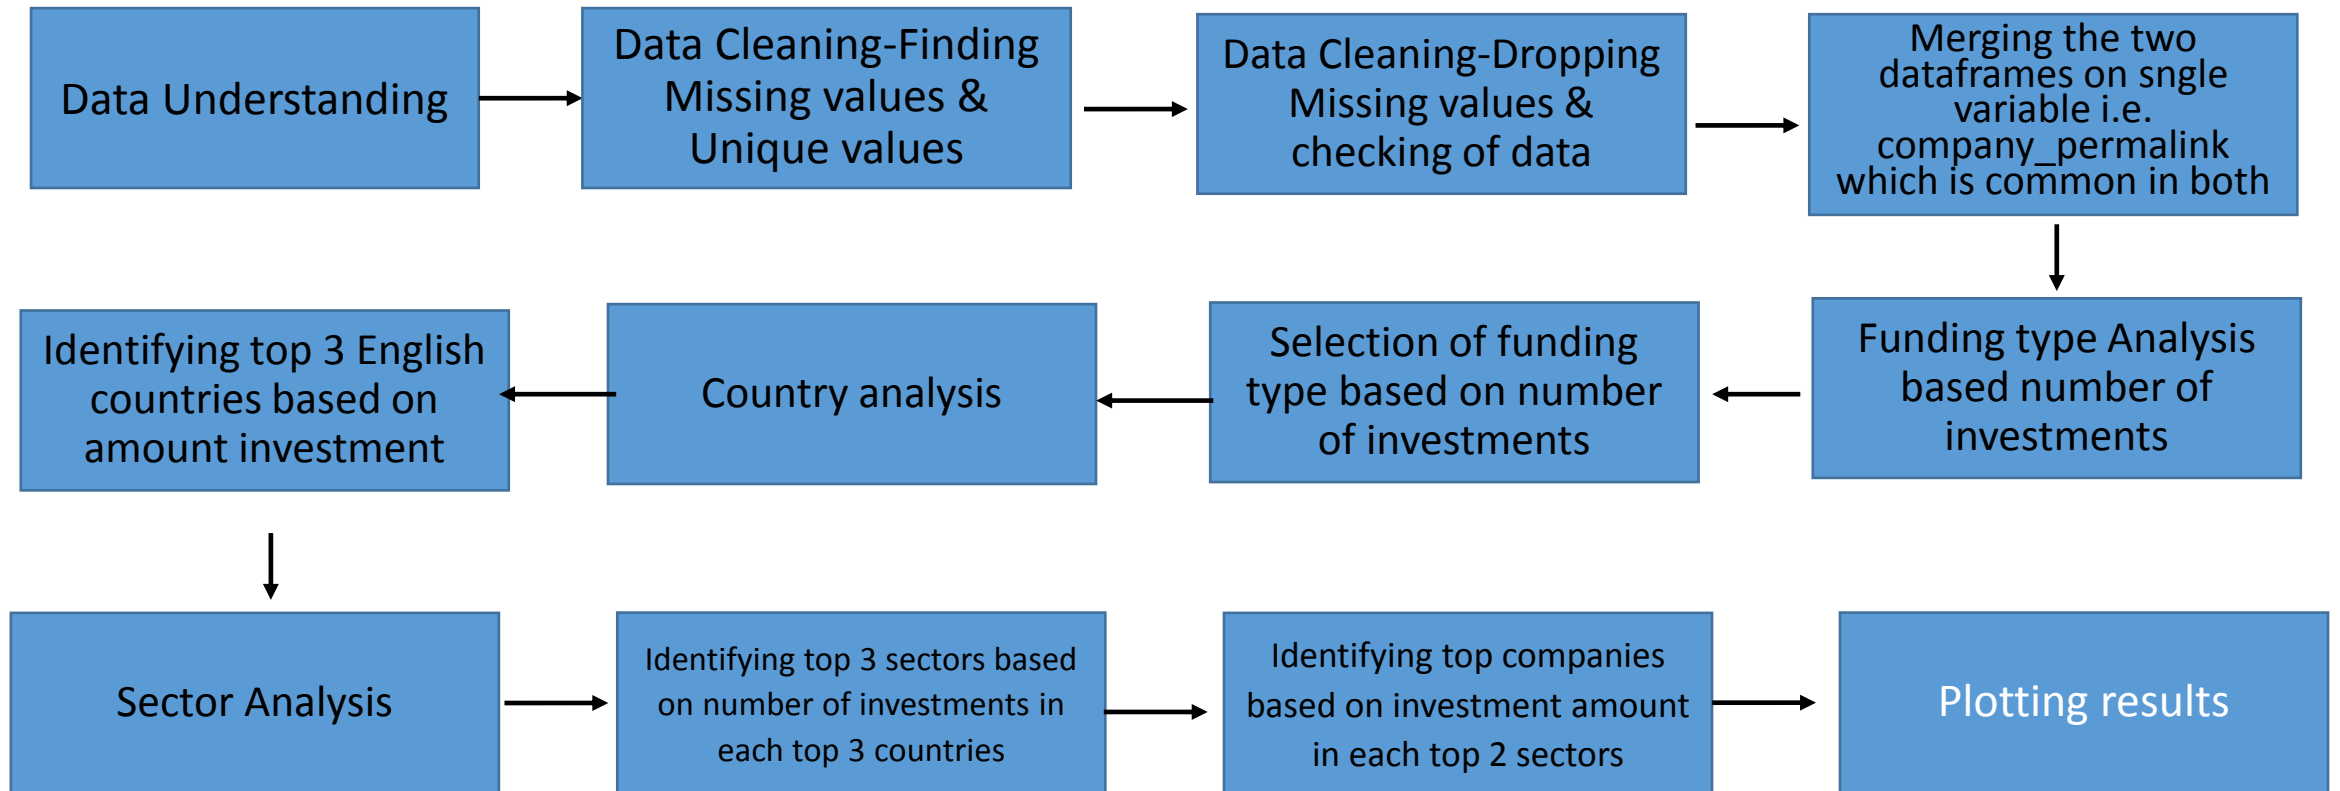 Data Understanding
Data Cleaning-Finding
Missing values &
Unique values
Data Cleaning-Dropping
Missing values &
checking of data
Merging the two
dataframes on sngle
variable i.e.
company_permalink
which is common in both
Funding type Analysis
based number of
investments
Selection of funding
type based on number
of investments
Country analysis
Identifying top 3 English
countries based on
amount investment
Sector Analysis
Identifying top 3 sectors based
on number of investments in
each top 3 countries
Identifying top companies
based on investment amount
in each top 2 sectors
Plotting results